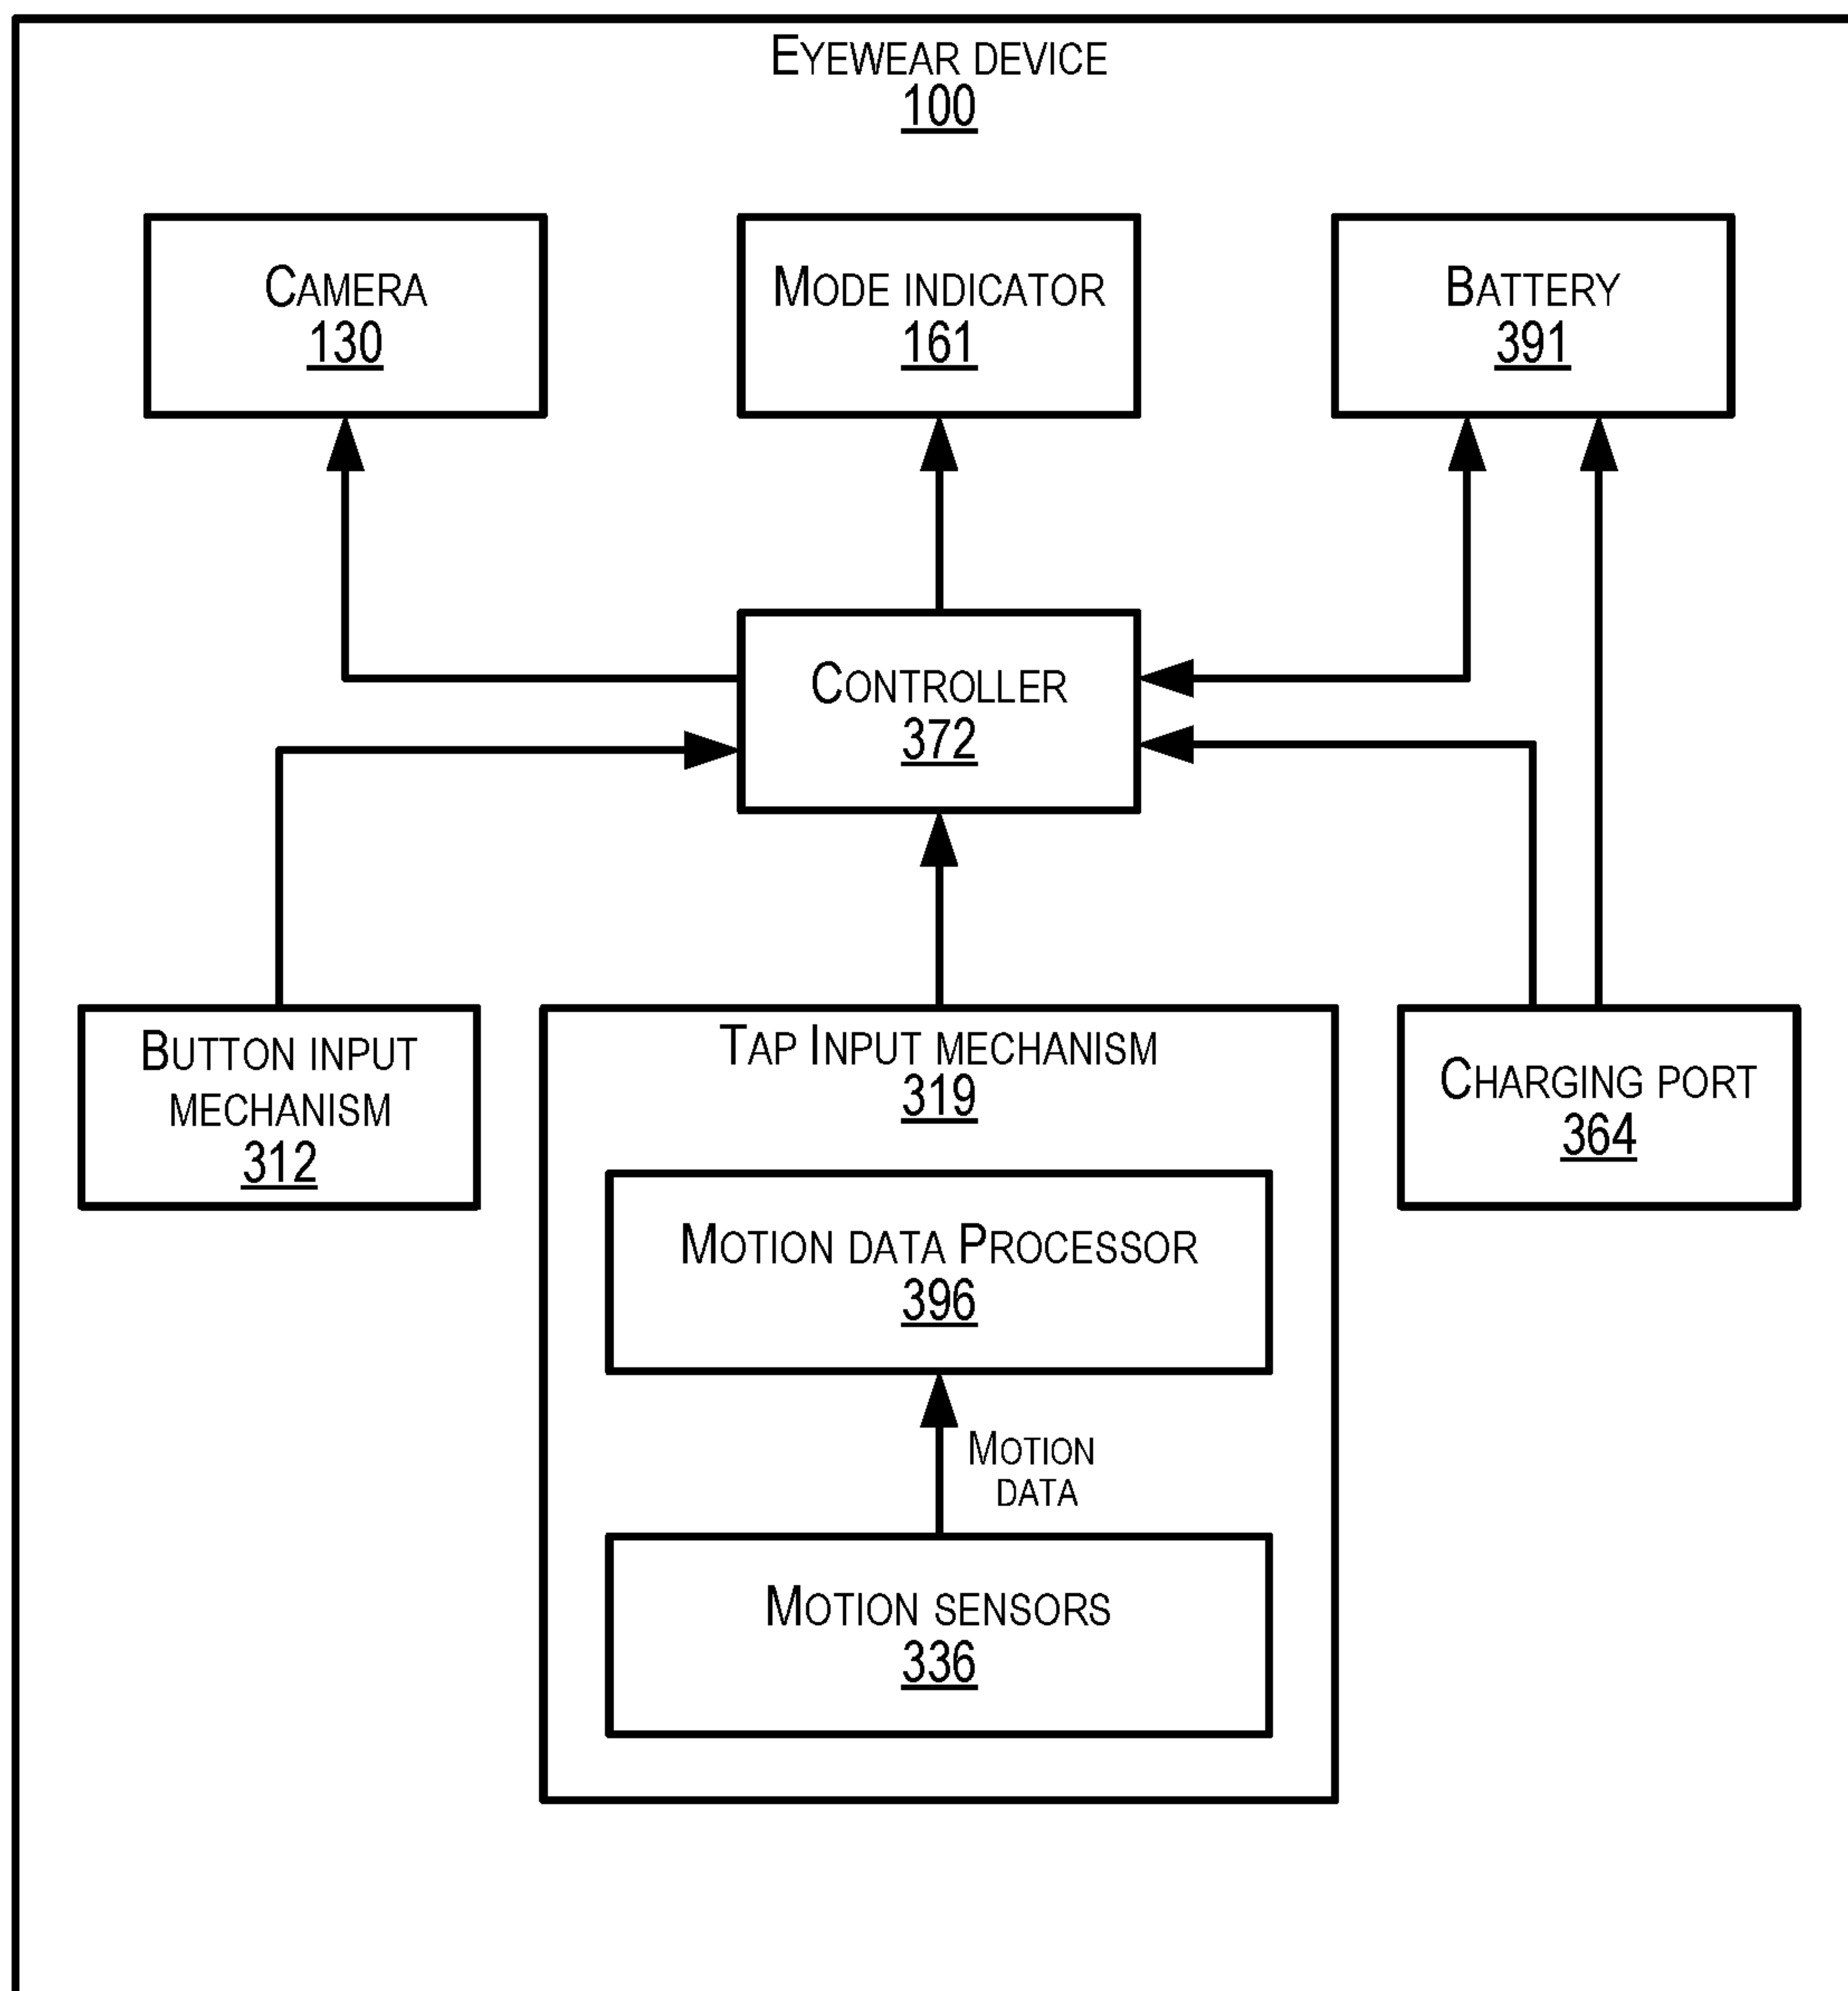 EYEWEAR DEVICE
100
CAMERA
130
MODE INDICATOR
161
BATTERY
391
CONTROLLER
372
BUTTON INPUT
MECHANISM
312
TAP INPUT MECHANISM
319
CHARGING PORT
364
MOTION DATA PROCESSOR
396
MOTION
DATA
MOTION SENSORS
336